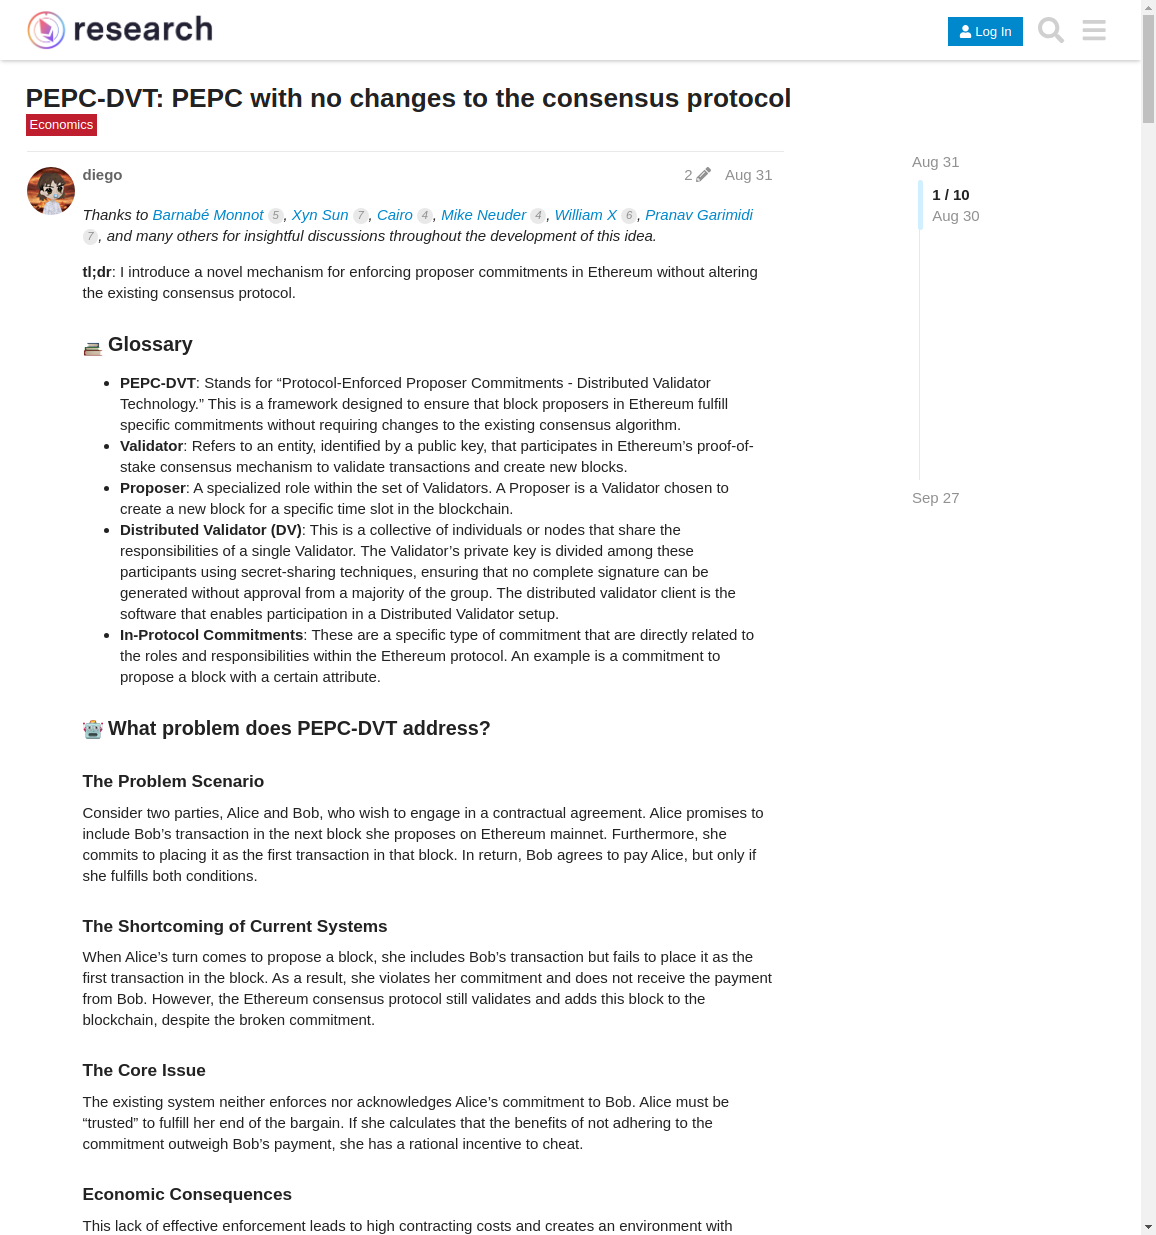 research
Log In
PEPC-DVT: PEPC with no changes to the consensus protocol
Economics
diego
2
Aug 31
Thanks to Barnabé Monnot 5, Xyn Sun 7, Cairo 4, Mike Neuder 4, William X 6, Pranav Garimidi
7, and many others for insightful discussions throughout the development of this idea.
tl;dr: I introduce a novel mechanism for enforcing proposer commitments in Ethereum without altering
the existing consensus protocol.
Glossary
• PEPC-DVT: Stands for “Protocol-Enforced Proposer Commitments - Distributed Validator
Technology.” This is a framework designed to ensure that block proposers in Ethereum fulfill
specific commitments without requiring changes to the existing consensus algorithm.
• Validator: Refers to an entity, identified by a public key, that participates in Ethereum’s proof-of-
stake consensus mechanism to validate transactions and create new blocks.
• Proposer: A specialized role within the set of Validators. A Proposer is a Validator chosen to
create a new block for a specific time slot in the blockchain.
• Distributed Validator (DV): This is a collective of individuals or nodes that share the
responsibilities of a single Validator. The Validator’s private key is divided among these
participants using secret-sharing techniques, ensuring that no complete signature can be
generated without approval from a majority of the group. The distributed validator client is the
software that enables participation in a Distributed Validator setup.
• In-Protocol Commitments: These are a specific type of commitment that are directly related to
the roles and responsibilities within the Ethereum protocol. An example is a commitment to
propose a block with a certain attribute.
What problem does PEPC-DVT address?
The Problem Scenario
Consider two parties, Alice and Bob, who wish to engage in a contractual agreement. Alice promises to
include Bob’s transaction in the next block she proposes on Ethereum mainnet. Furthermore, she
commits to placing it as the first transaction in that block. In return, Bob agrees to pay Alice, but only if
she fulfills both conditions.
The Shortcoming of Current Systems
When Alice’s turn comes to propose a block, she includes Bob’s transaction but fails to place it as the
first transaction in the block. As a result, she violates her commitment and does not receive the payment
from Bob. However, the Ethereum consensus protocol still validates and adds this block to the
blockchain, despite the broken commitment.
The Core Issue
The existing system neither enforces nor acknowledges Alice’s commitment to Bob. Alice must be
“trusted” to fulfill her end of the bargain. If she calculates that the benefits of not adhering to the
commitment outweigh Bob’s payment, she has a rational incentive to cheat.
Economic Consequences
This lack of effective enforcement leads to high contracting costs and creates an environment with
Aug 31
1 / 10
Aug 30
Sep 27